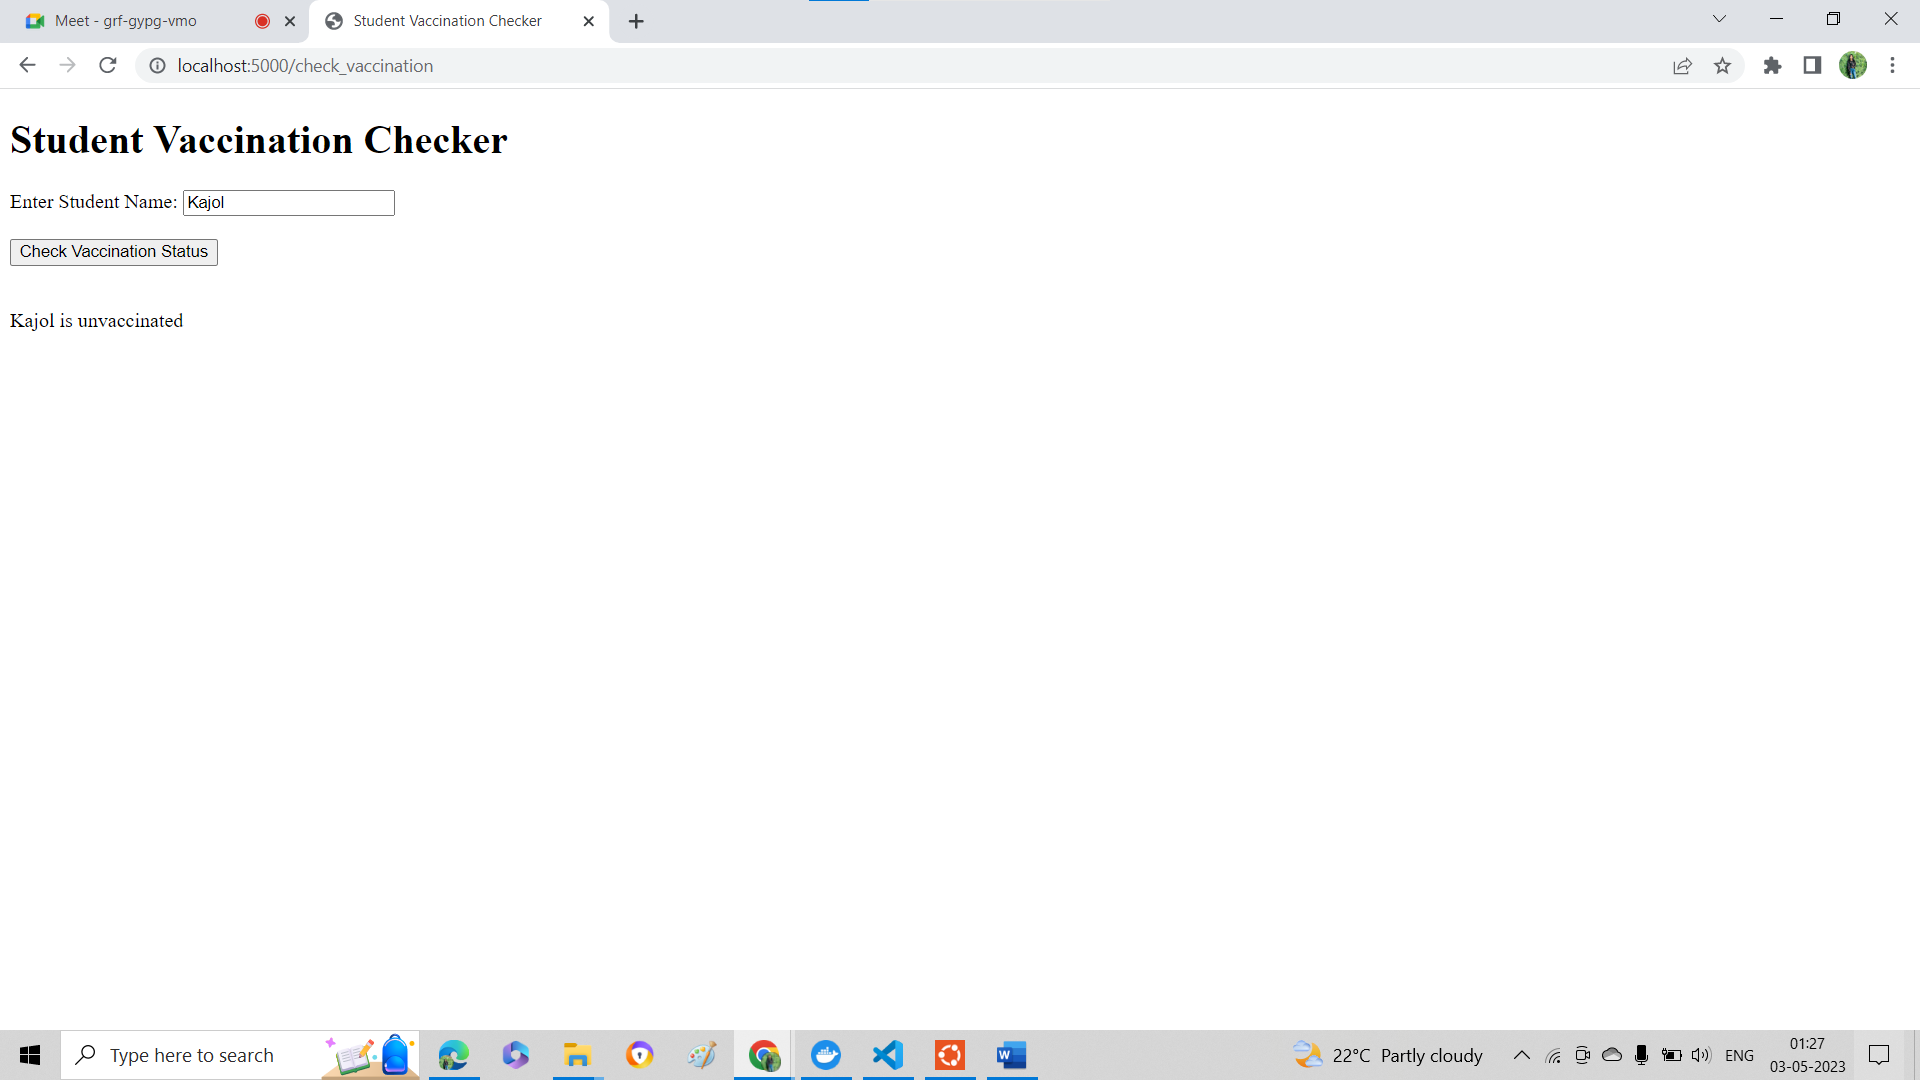 Meet - grf-gypg-vmo
Student Vaccination Checker
localhost:5000/check_vaccination
Student Vaccination Checker
Enter Student Name: Kajol
Check Vaccination Status
Kajol is unvaccinated
Type here to search
W
22°C Partly cloudy
ENG
01:27
03-05-2023